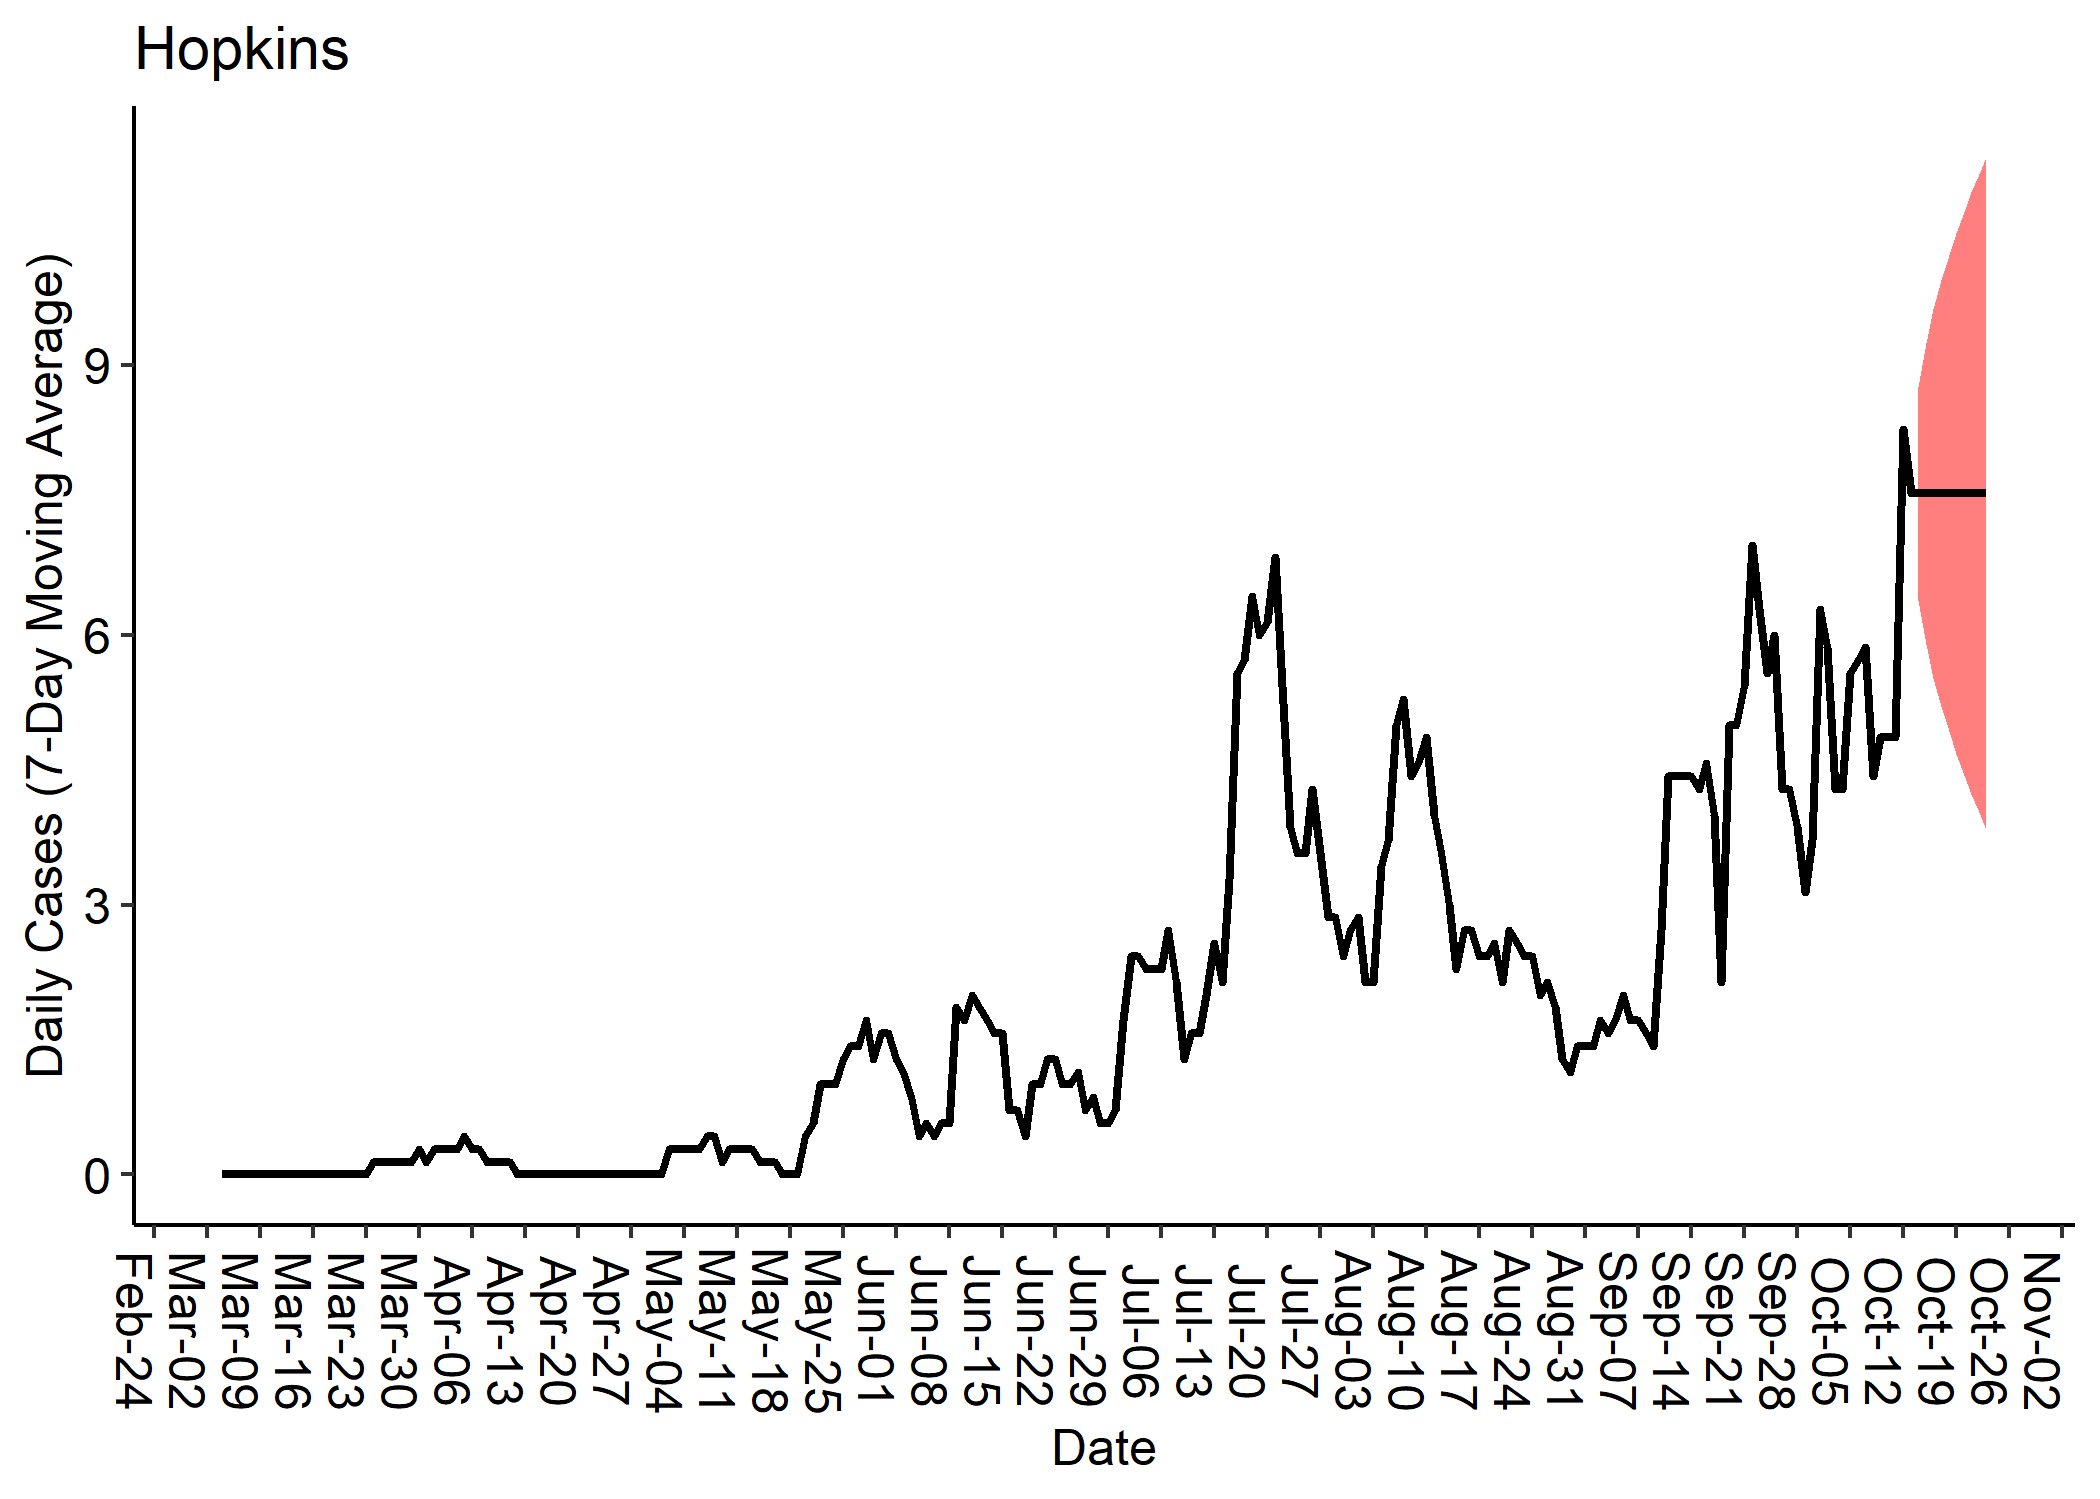 Hopkins
Daily Cases (7-Day Moving Average)
9
6
3
0
Feb-24
Mar-02
Mar-09
Mar-16
Mar-23
Mar-30
Apr-06
Apr-13
Apr-20
Apr-27
May-04
May-11
May-18
May-25
Jun-01
Jun-08
Jun-15
Jun-22
Jun-29
Jul-06
Jul-13
Jul-20
Jul-27
Aug-03
Aug-10
Aug-17
Aug-24
Aug-31
Sep-07
Sep-14
Sep-21
Sep-28
Oct-05
Oct-12
Oct-19
Oct-26
Nov-02
Date